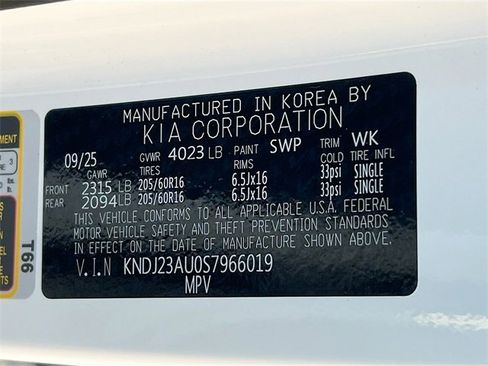 MANUFACTURED IN KOREA BY
KIA CORPORATION
09/25 GVWR 4023 LB PAINT SWP TRIM WK
GAWR TIRES RIMS COLD TIRE INFL
FRONT 2315 LB 205/60R16 6.5Jx16 33psi SINGLE
REAR 2094 LB 205/60R16 6.5Jx16 33psi SINGLE
THIS VEHICLE CONFORMS TO ALL APPLICABLE U.S.A. FEDERAL
MOTOR VEHICLE SAFETY AND THEFT PREVENTION STANDARDS
IN EFFECT ON THE DATE OF MANUFACTURE SHOWN ABOVE.
V.I.N KNDJ23AU0S7966019
MPV
T66